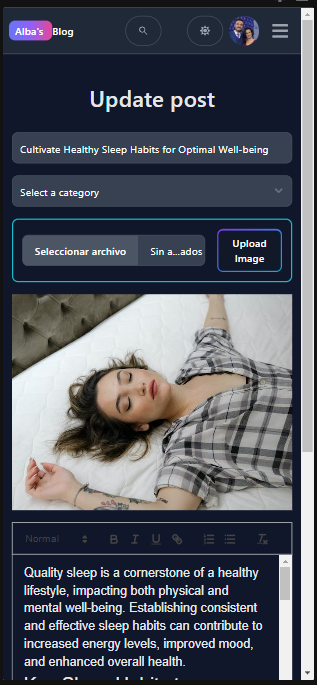 Alba's Blog
Update post
Cultivate Healthy Sleep Habits for Optimal Well-being
Select a category
Seleccionar archivo Sin a...ados
Upload
Image
Normal
B I U
Quality sleep is a cornerstone of a healthy
lifestyle, impacting both physical and
mental well-being. Establishing consistent
and effective sleep habits can contribute to
increased energy levels, improved mood,
and enhanced overall health.